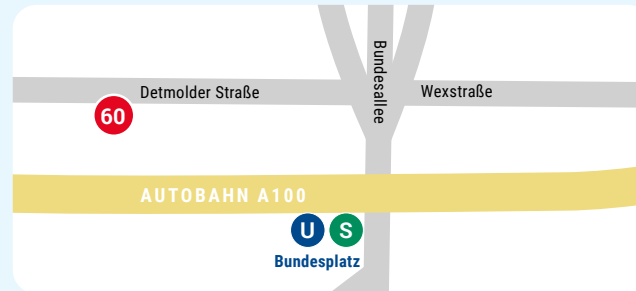 Bundesallee
Detmolder Straße
Wexstraße
60
AUTOBAHN A100
U S
Bundesplatz